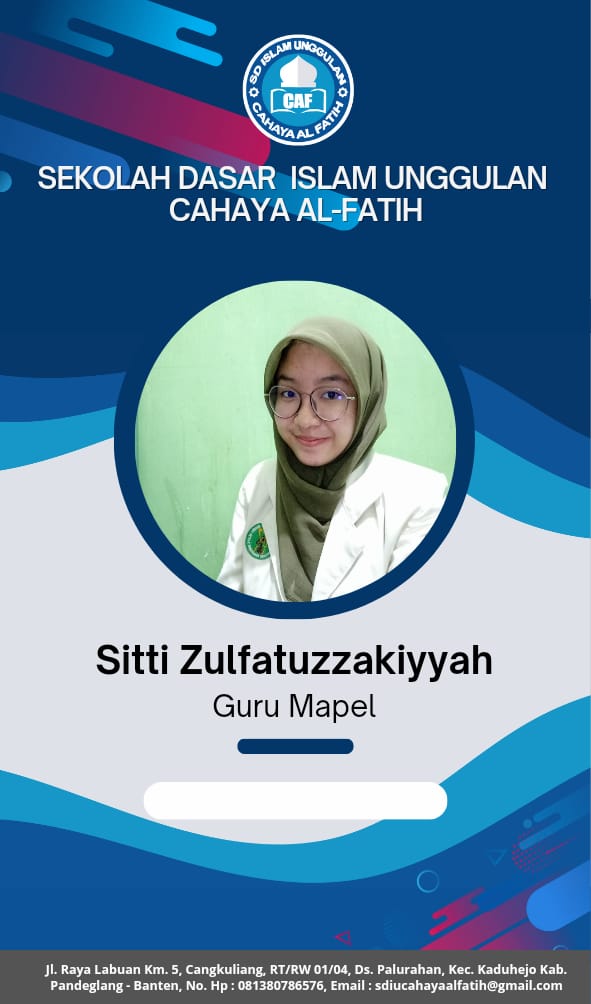 SD ISLAM UNGGULAN
CAF
CAHAYA AL FATIH
SEKOLAH DASAR ISLAM UNGGULAN
CAHAYA AL-FATIH
Sitti Zulfatuzzakiyyah
Guru Mapel
Jl. Raya Labuan Km. 5, Cangkuliang, RT/RW 01/04, Ds. Palurahan, Kec. Kaduhejo Kab.
Pandeglang - Banten, No. Hp : 081380786576, Email : sdiucahayaalfatih@gmail.com